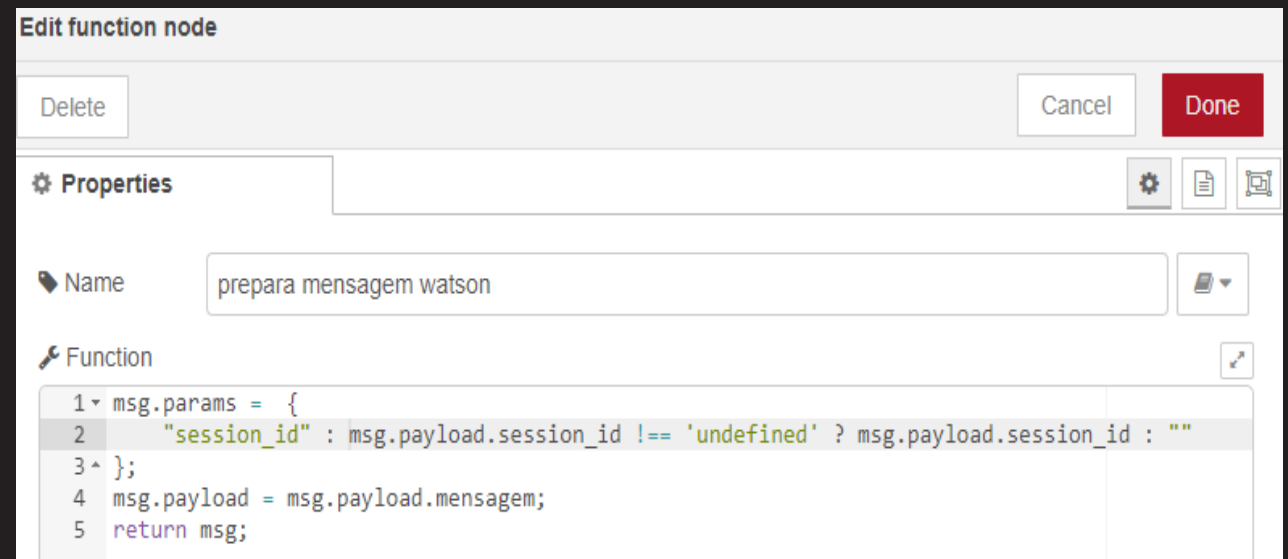 Edit function node
Delete Cancel Done
Properties
Name prepara mensagem watson
Function
1 msg.params =  {
2     "session_id" : msg.payload.session_id !== 'undefined' ? msg.payload.session_id : ""
3 };
4 msg.payload = msg.payload.mensagem;
5 return msg;